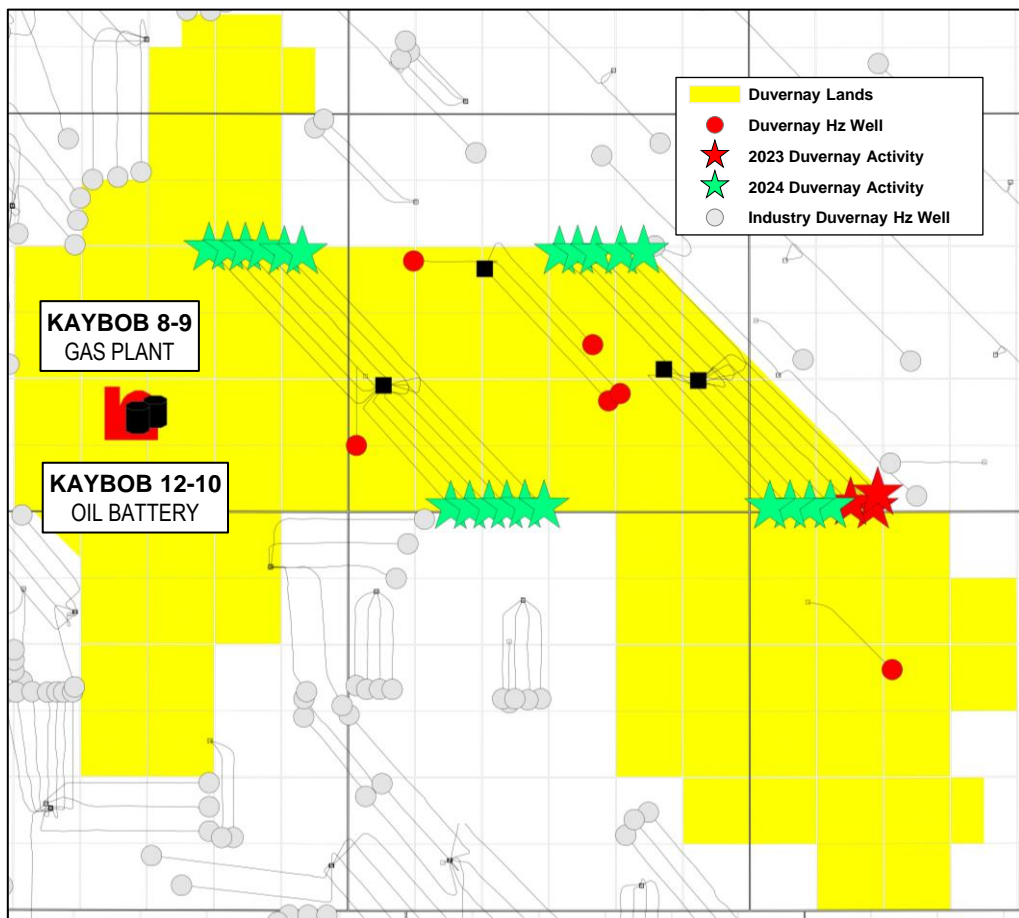 Duvernay Lands
Duvernay Hz Well
2023 Duvernay Activity
2024 Duvernay Activity
Industry Duvernay Hz Well
KAYBOB 8-9
GAS PLANT
KAYBOB 12-10
OIL BATTERY